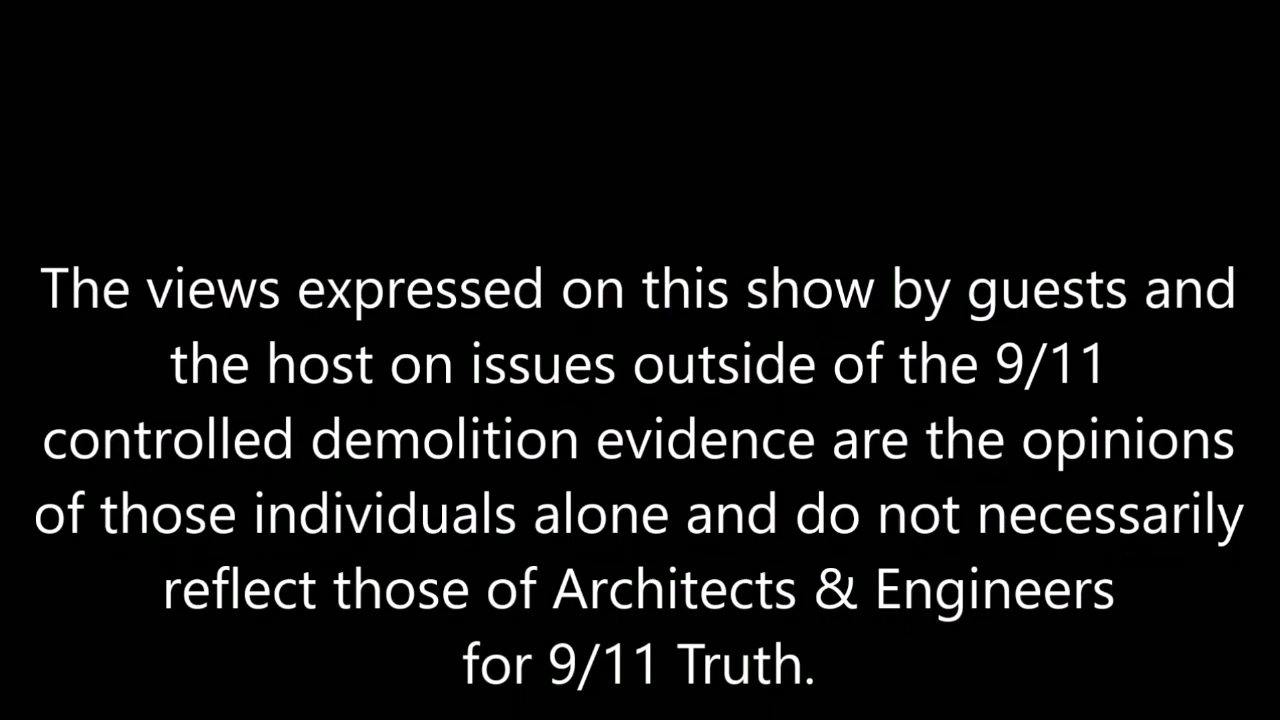 The views expressed on this show by guests and
the host on issues outside of the 9/11
controlled demolition evidence are the opinions
of those individuals alone and do not necessarily
reflect those of Architects & Engineers
for 9/11 Truth.